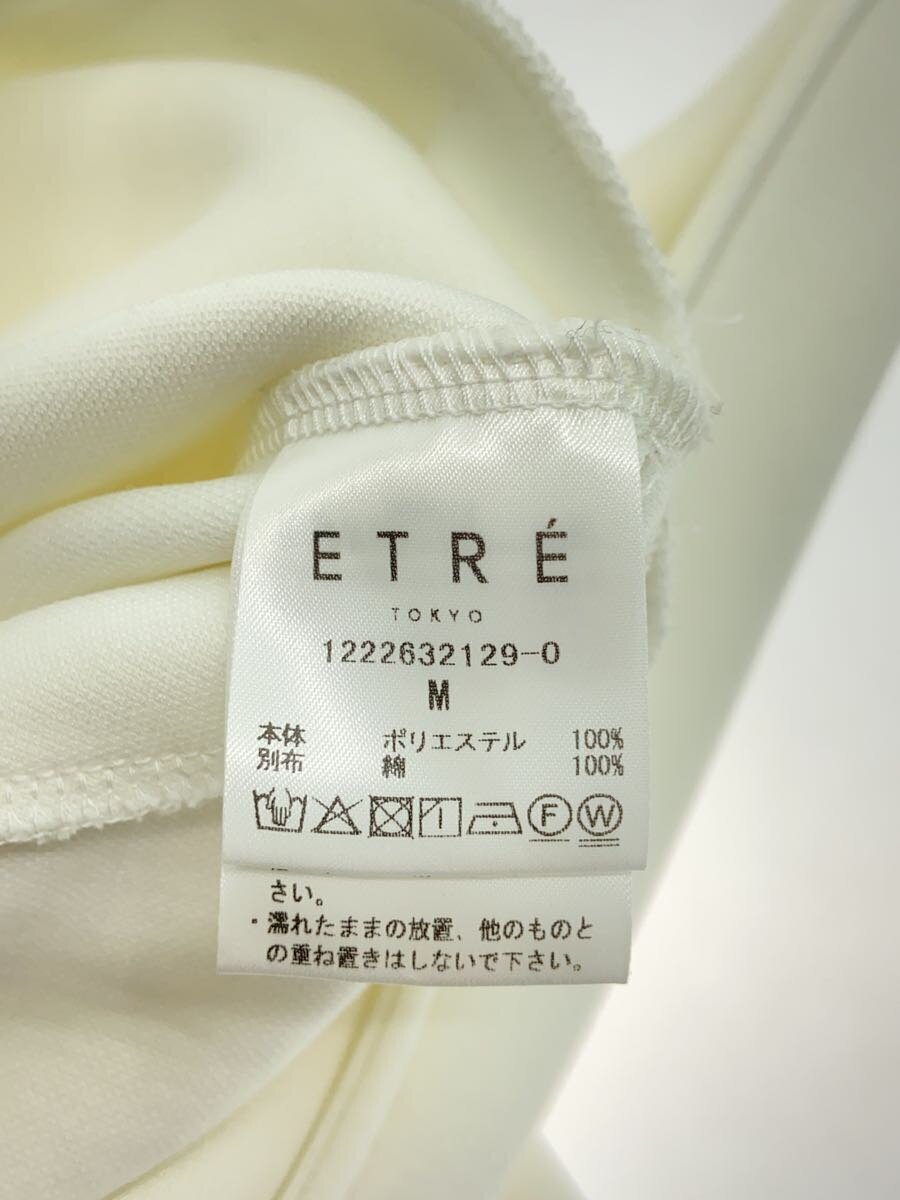 ETRÉ
TOKYO
1222632129-0
M
本体 ポリエステル 100%
別布 綿 100%
F W
さい。
・濡れたままの放置、他のものと
の重ね置きはしないで下さい。